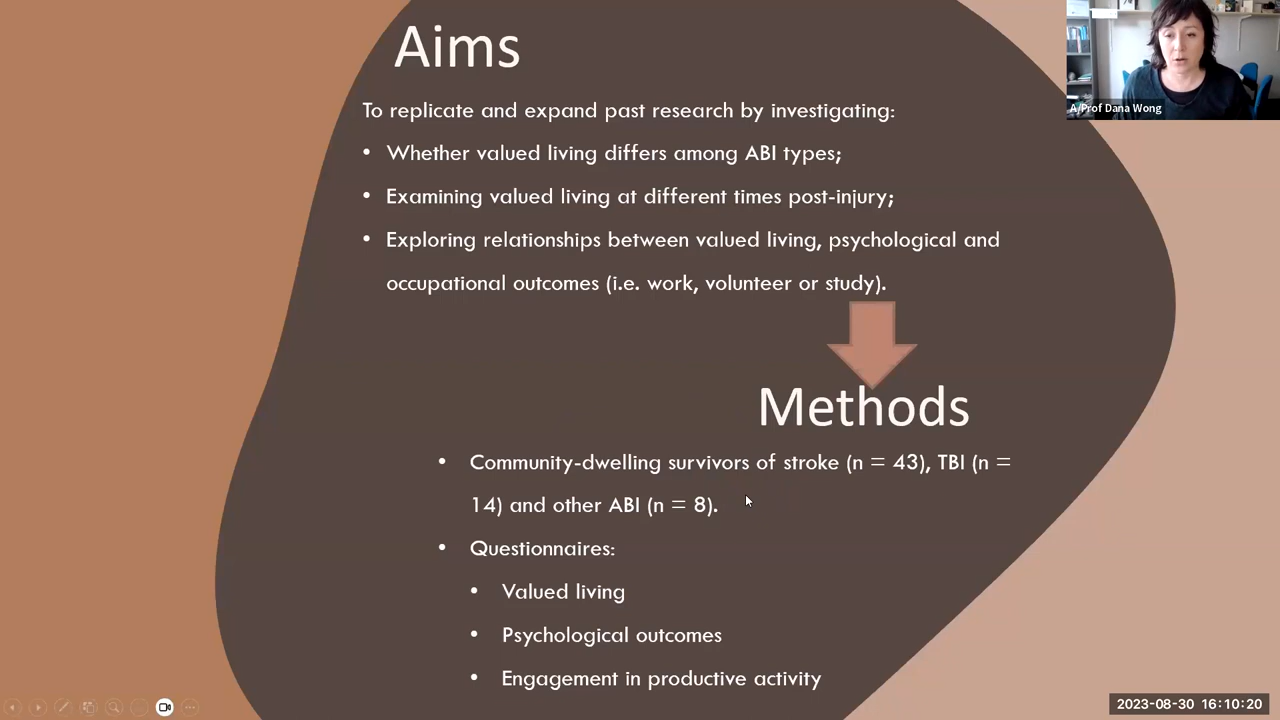 Aims
To replicate and expand past research by investigating:
• Whether valued living differs among ABI types;
• Examining valued living at different times post-injury;
• Exploring relationships between valued living, psychological and
occupational outcomes (i.e. work, volunteer or study).
Methods
• Community-dwelling survivors of stroke (n = 43), TBI (n =
14) and other ABI (n = 8).
• Questionnaires:
• Valued living
• Psychological outcomes
• Engagement in productive activity
A/Prof Dana Wong
2023-08-30 16:10:20